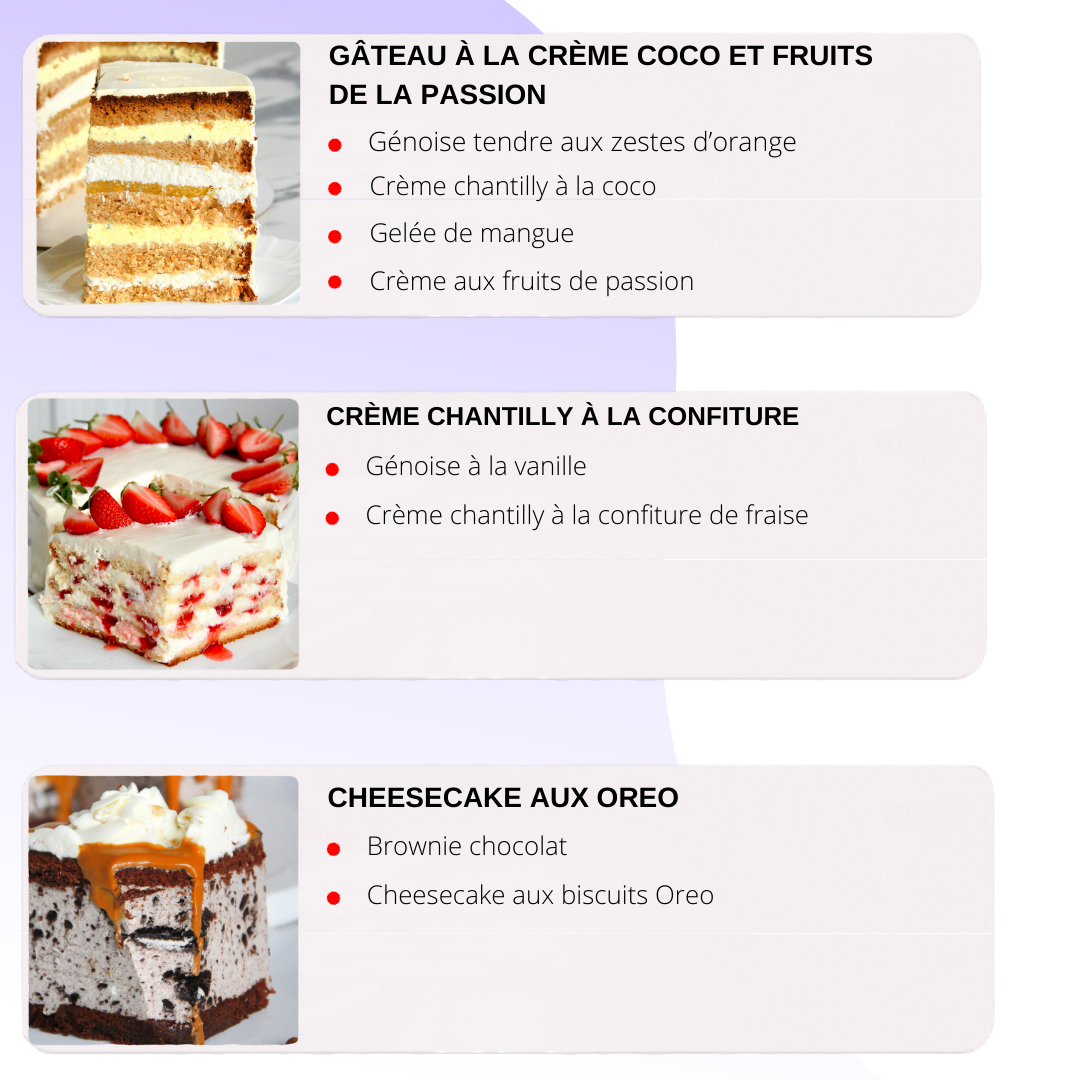 GÂTEAU À LA CRÈME COCO ET FRUITS
DE LA PASSION
Génoise tendre aux zestes d’orange
Crème chantilly à la coco
Gelée de mangue
Crème aux fruits de passion
CRÈME CHANTILLY À LA CONFITURE
Génoise à la vanille
Crème chantilly à la confiture de fraise
CHEESECAKE AUX OREO
Brownie chocolat
Cheesecake aux biscuits Oreo